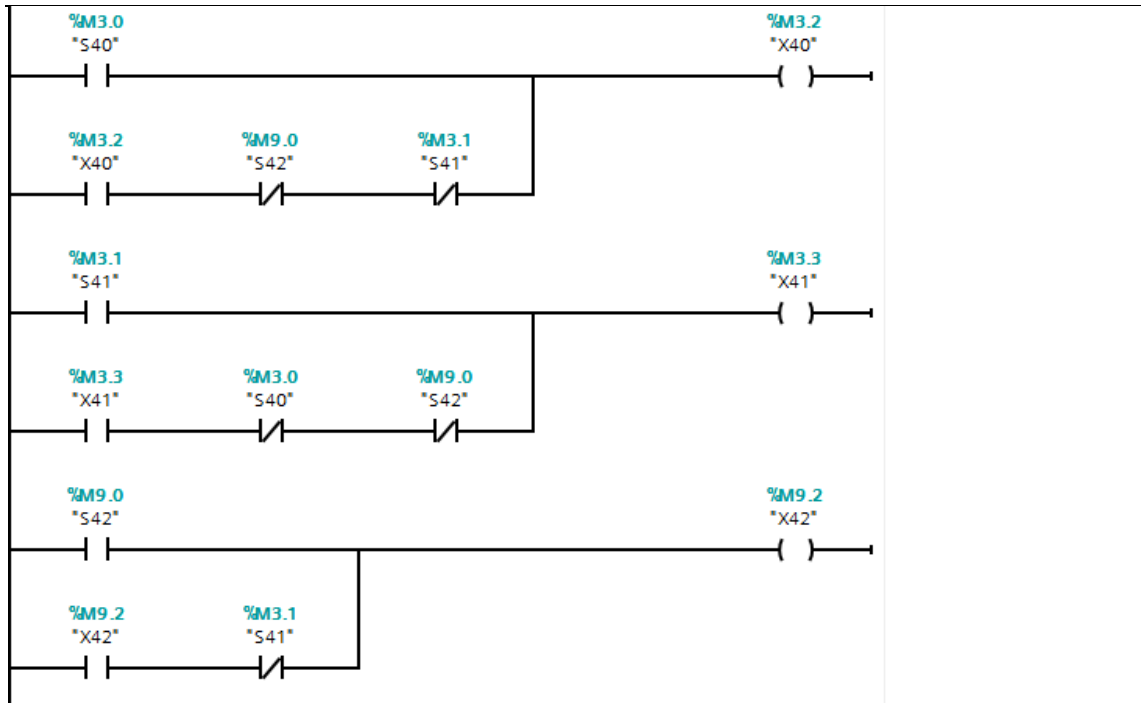 %M3.0 %M3.2
"S40" "X40"
%M3.2 %M9.0 %M3.1
"X40" "S42" "S41"
%M3.1 %M3.3
"S41" "X41"
%M3.3 %M3.0 %M9.0
"X41" "S40" "S42"
%M9.0 %M9.2
"S42" "X42"
%M9.2 %M3.1
"X42" "S41"